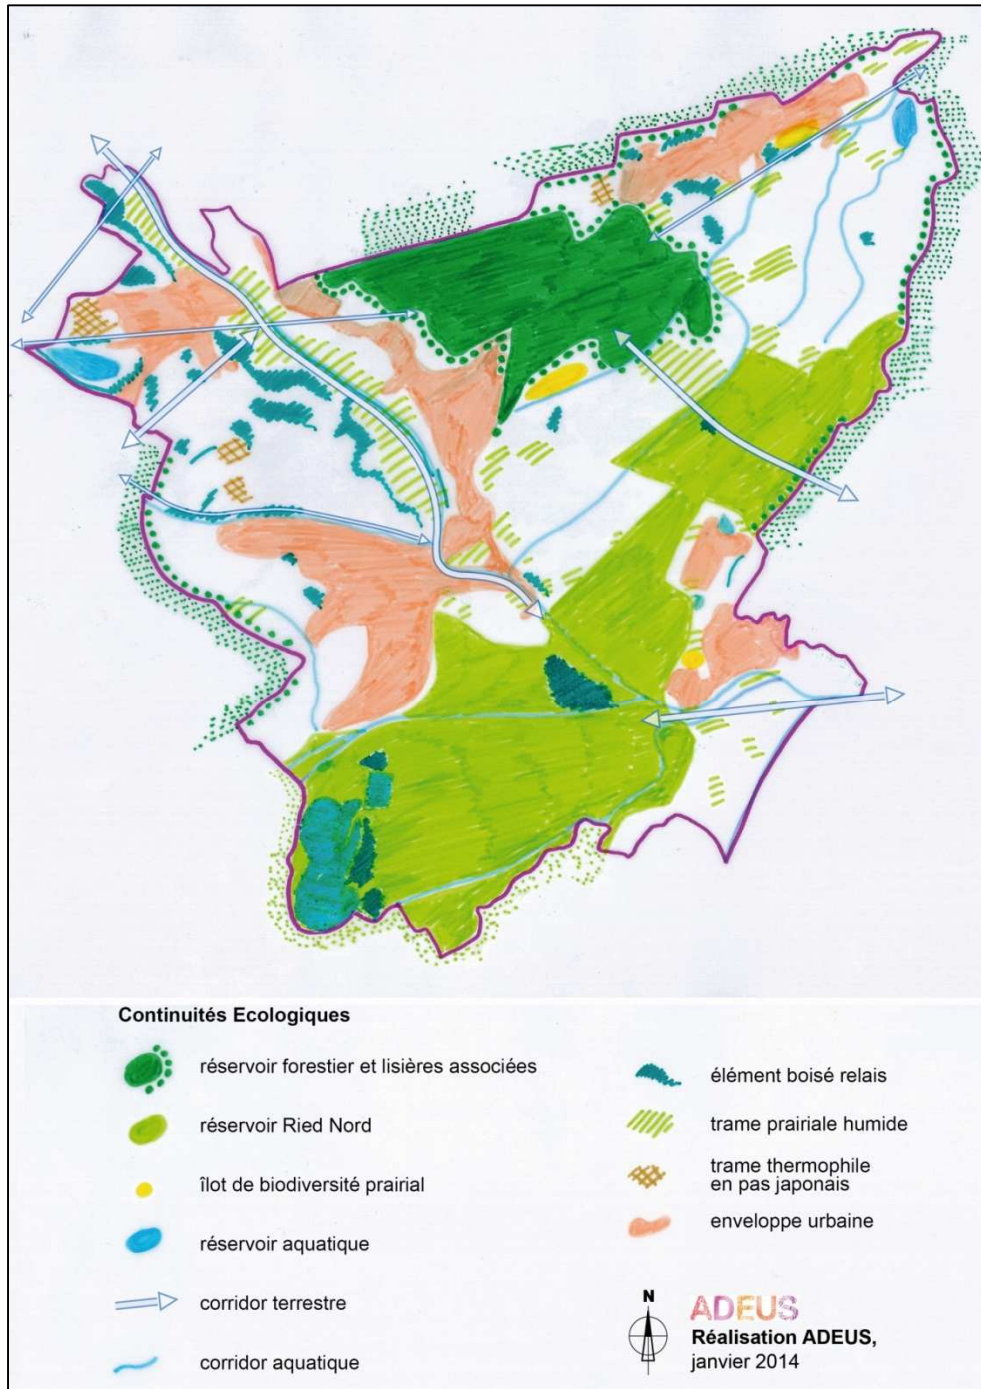 Continuités Ecologiques
réservoir forestier et lisières associées
réservoir Ried Nord
îlot de biodiversité prairial
réservoir aquatique
corridor terrestre
corridor aquatique
élément boisé relais
trame prairiale humide
trame thermophile
en pas japonais
enveloppe urbaine
N
ADEUS
Réalisation ADEUS,
janvier 2014